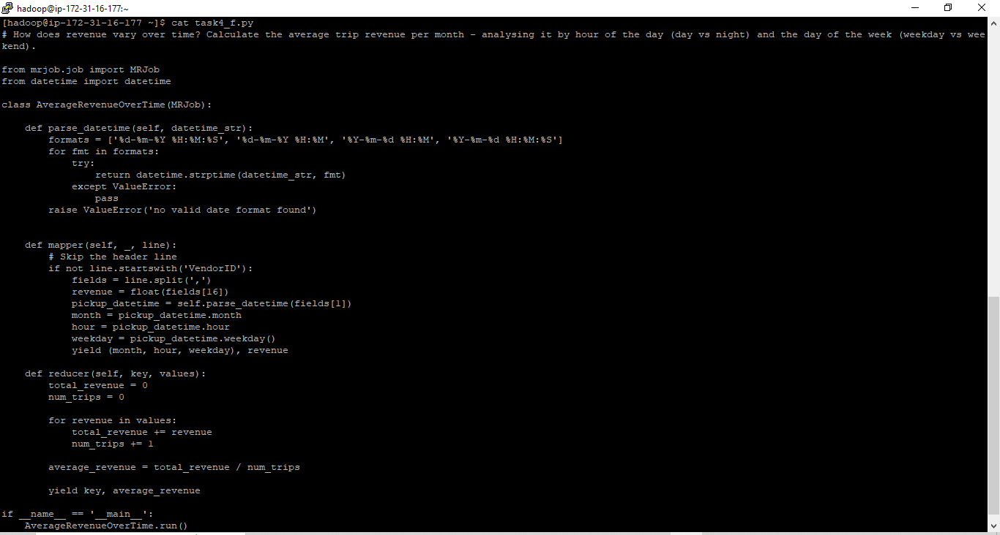 hadoop@ip-172-31-16-177:~
[hadoop@ip-172-31-16-177 ~]$ cat task4_f.py
# How does revenue vary over time? Calculate the average trip revenue per month - analysing it by hour of the day (day vs night) and the day of the week (weekday vs wee
kend).

from mrjob.job import MRJob
from datetime import datetime

class AverageRevenueOverTime(MRJob):

    def parse_datetime(self, datetime_str):
        formats = ['%d-%m-%Y %H:%M:%S', '%d-%m-%Y %H:%M', '%Y-%m-%d %H:%M', '%Y-%m-%d %H:%M:%S']
        for fmt in formats:
            try:
                return datetime.strptime(datetime_str, fmt)
            except ValueError:
                pass
        raise ValueError('no valid date format found')


    def mapper(self, _, line):
        # Skip the header line
        if not line.startswith('VendorID'):
            fields = line.split(',')
            revenue = float(fields[16])
            pickup_datetime = self.parse_datetime(fields[1])
            month = pickup_datetime.month
            hour = pickup_datetime.hour
            weekday = pickup_datetime.weekday()
            yield (month, hour, weekday), revenue

    def reducer(self, key, values):
        total_revenue = 0
        num_trips = 0

        for revenue in values:
            total_revenue += revenue
            num_trips += 1

        average_revenue = total_revenue / num_trips

        yield key, average_revenue

if __name__ == '__main__':
    AverageRevenueOverTime.run()